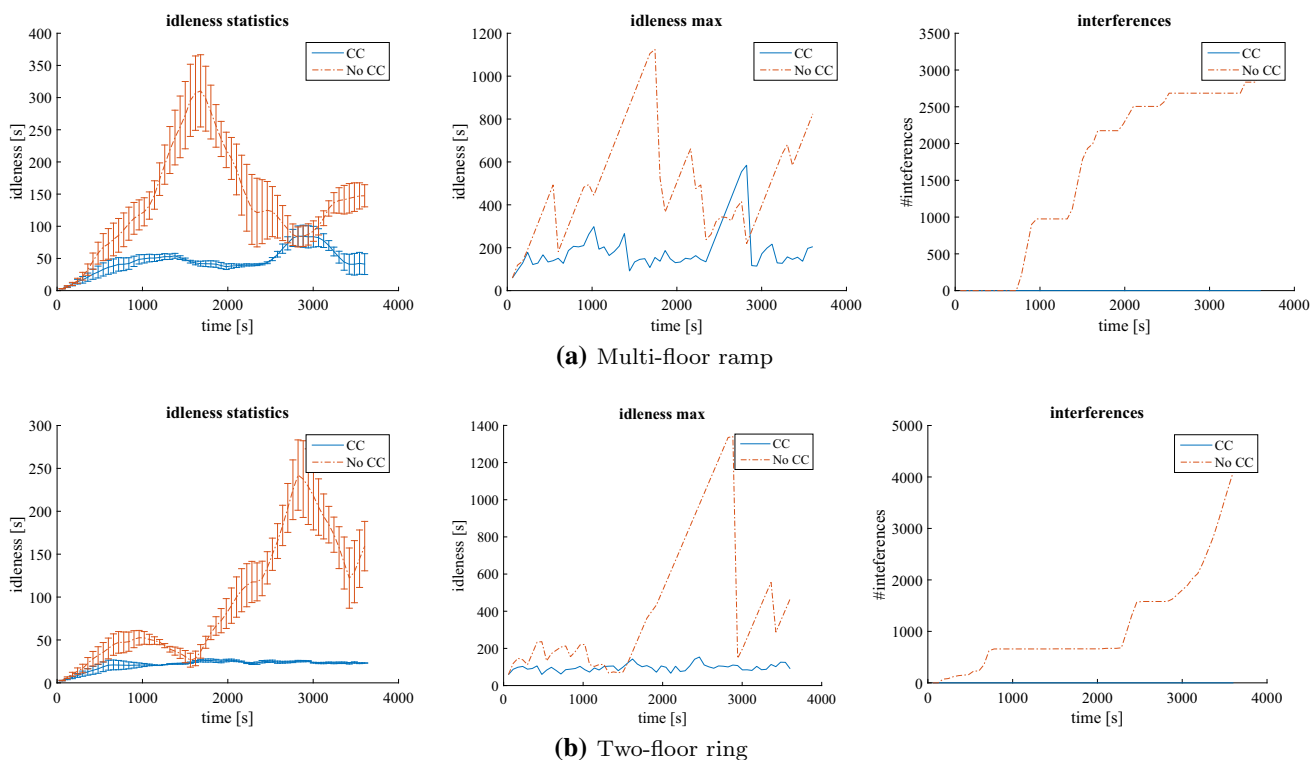 idleness statistics
400
350
300
250
200
150
100
50
0
0 1000 2000 3000 4000
idleness [s]
time [s]
CC
No CC
idleness max
1200
1000
800
600
400
200
0
0 1000 2000 3000 4000
idleness [s]
time [s]
CC
No CC
interferences
3500
3000
2500
2000
1500
1000
500
0
0 1000 2000 3000 4000
#inteferences
time [s]
CC
No CC
(a) Multi-floor ramp
idleness statistics
300
250
200
150
100
50
0
0 1000 2000 3000 4000
idleness [s]
time [s]
CC
No CC
idleness max
1400
1200
1000
800
600
400
200
0
0 1000 2000 3000 4000
idleness [s]
time [s]
CC
No CC
interferences
5000
4000
3000
2000
1000
0
0 1000 2000 3000 4000
#inteferences
time [s]
CC
No CC
(b) Two-floor ring